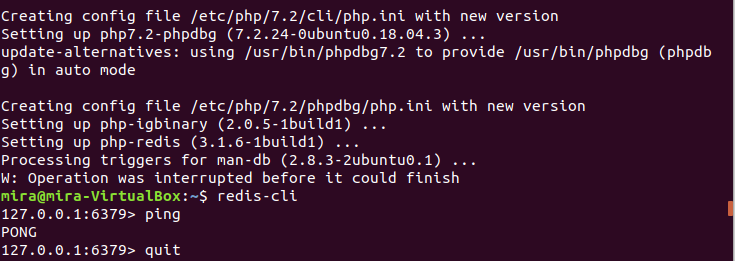 Creating config file /etc/php/7.2/cli/php.ini with new version
Setting up php7.2-phpdbg (7.2.24-0ubuntu0.18.04.3) ...
update-alternatives: using /usr/bin/phpdbg7.2 to provide /usr/bin/phpdbg (phpdb
g) in auto mode
Creating config file /etc/php/7.2/phpdbg/php.ini with new version
Setting up php-igbinary (2.0.5-1build1) ...
Setting up php-redis (3.1.6-1build1) ...
Processing triggers for man-db (2.8.3-2ubuntu0.1) ...
W: Operation was interrupted before it could finish
mira@mira-VirtualBox:~$ redis-cli
127.0.0.1:6379> ping
PONG
127.0.0.1:6379> quit